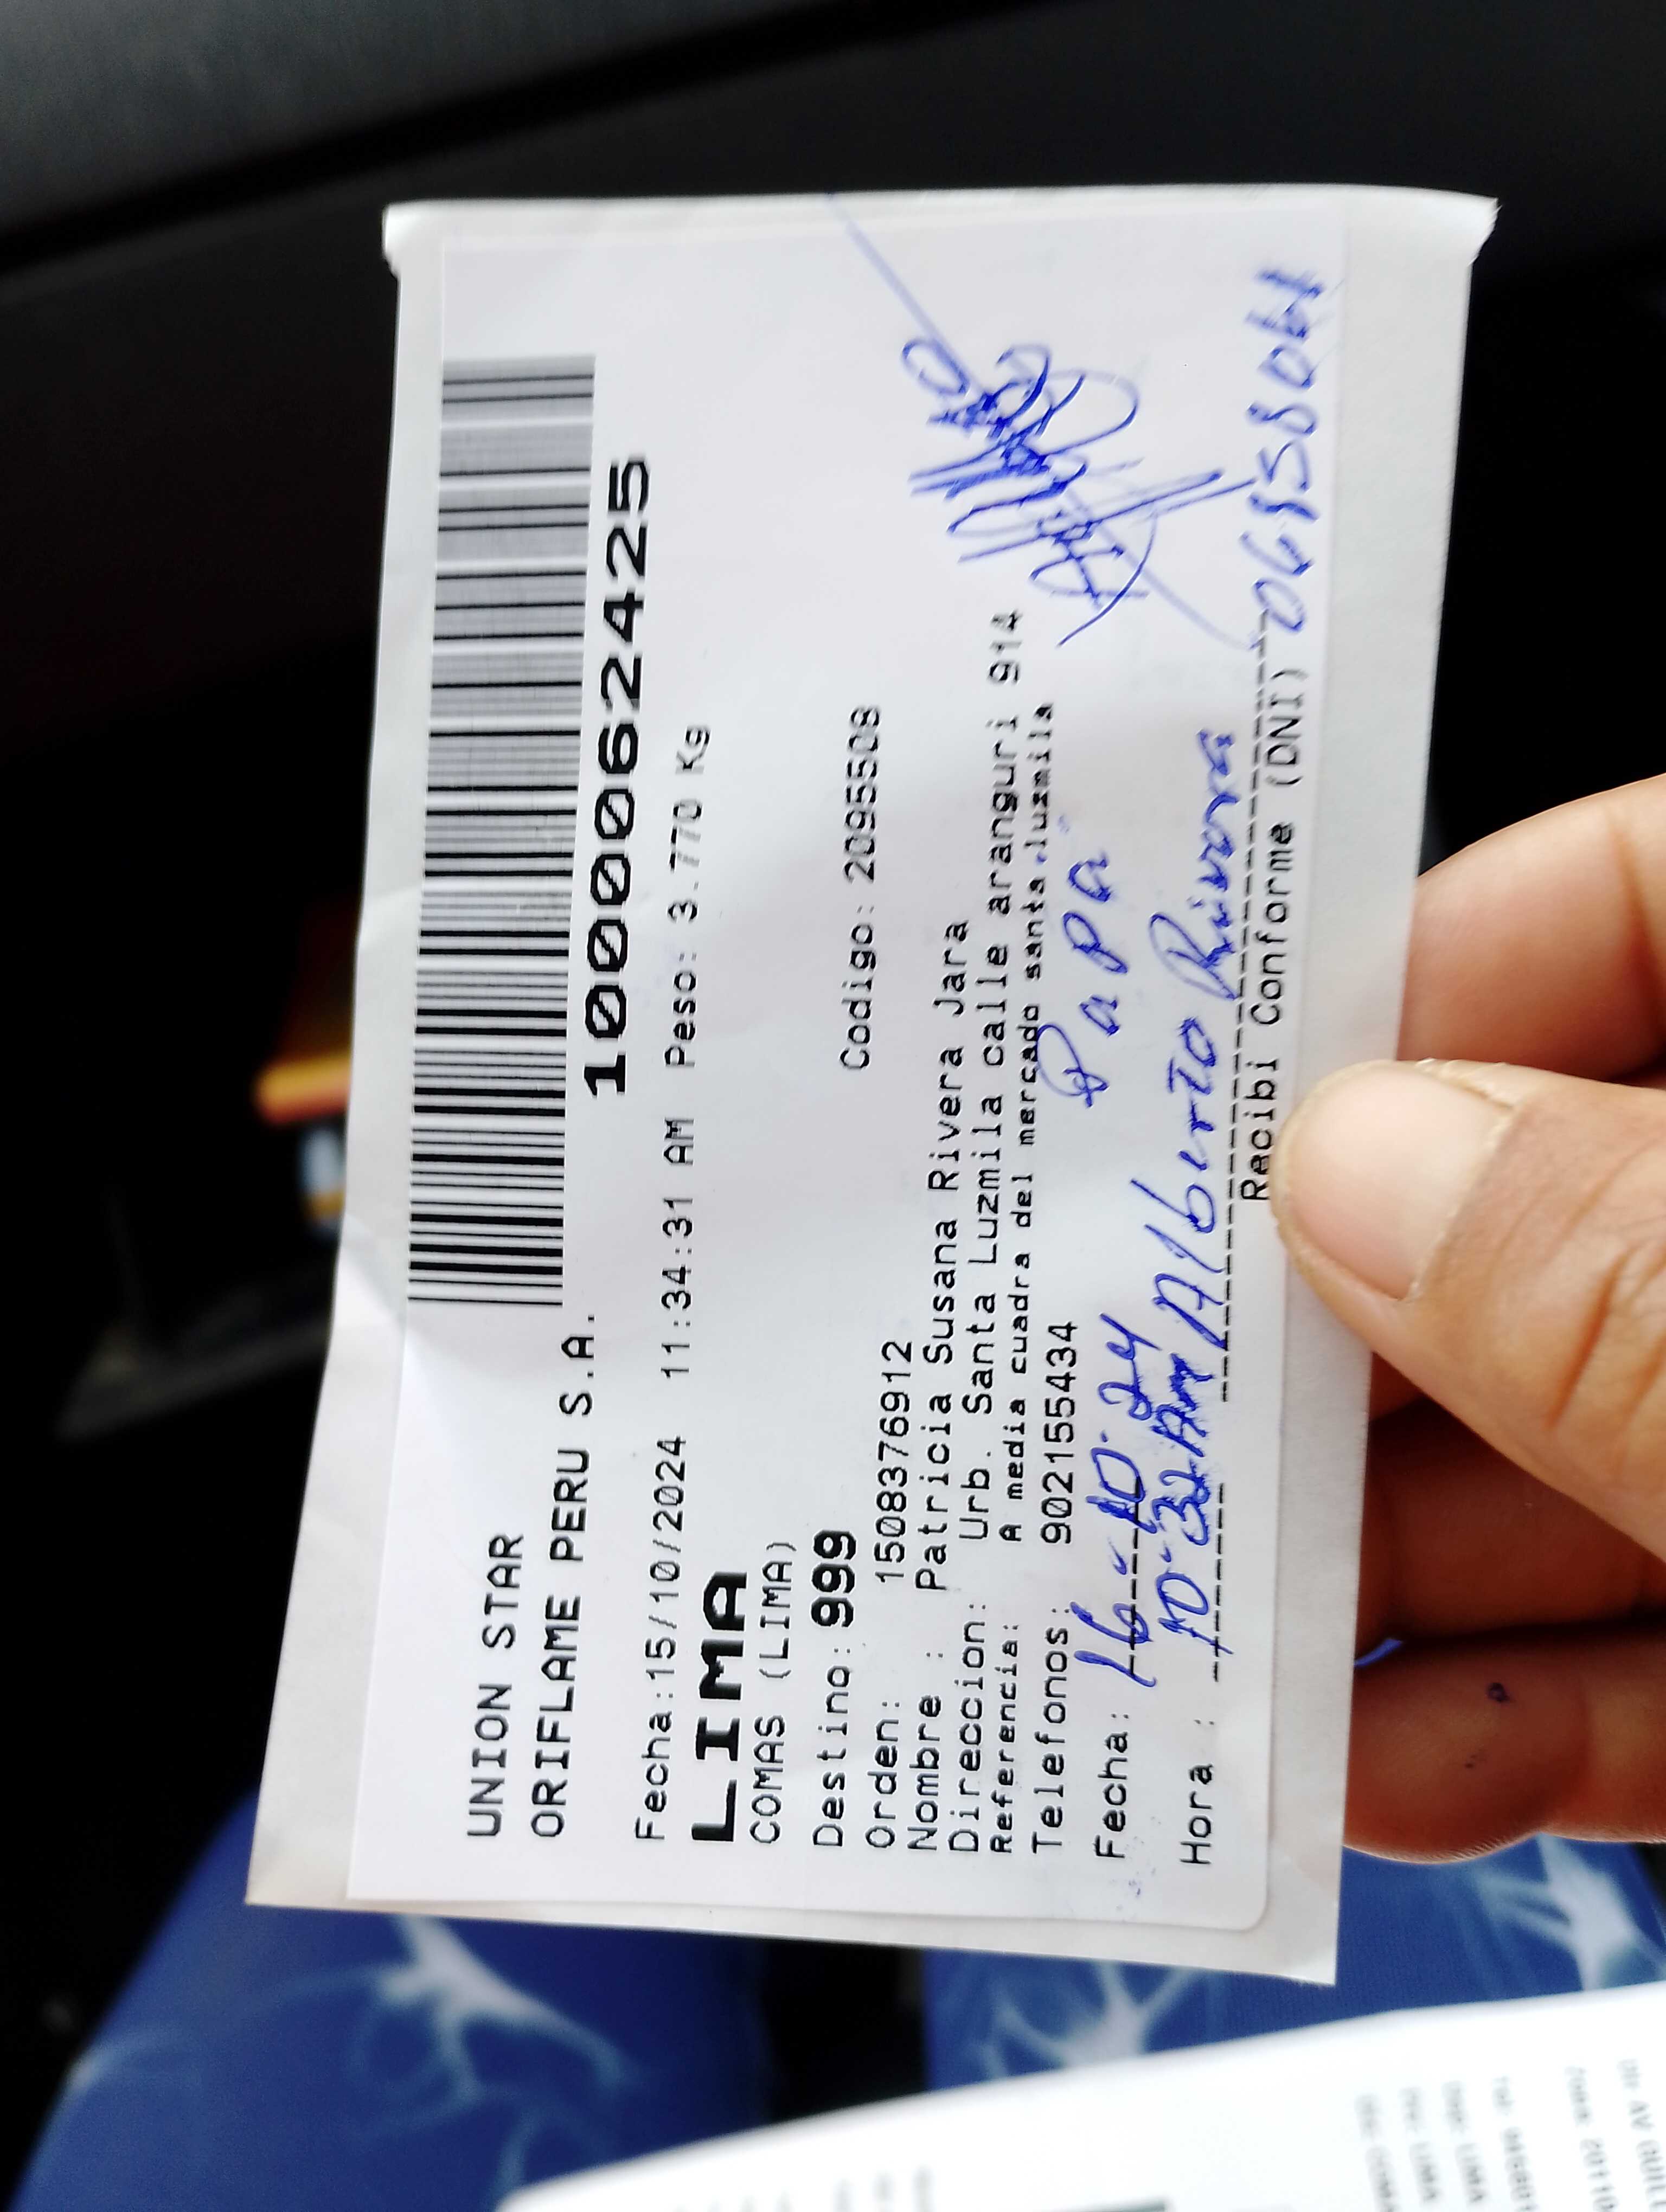 UNION STAR
ORIFLAME PERU S.A.
1000062425
Fecha:15/10/2024 11:34:31 AM Peso: 3.770 Kg
LIMA
COMAS (LIMA)
Destino: 999
Codigo: 2095508
Orden: 1508376912
Nombre : Patricia Susana Rivera Jara
Direccion: Urb. Santa Luzmila calle aranguri 914
Referencia: A media cuadra del mercado santa.luzmila
Telefonos: 902155434
Papa
Fecha: 16-10-24
Hora : 10:32AM Alberto Rivera
Recibi Conforme (DNI)